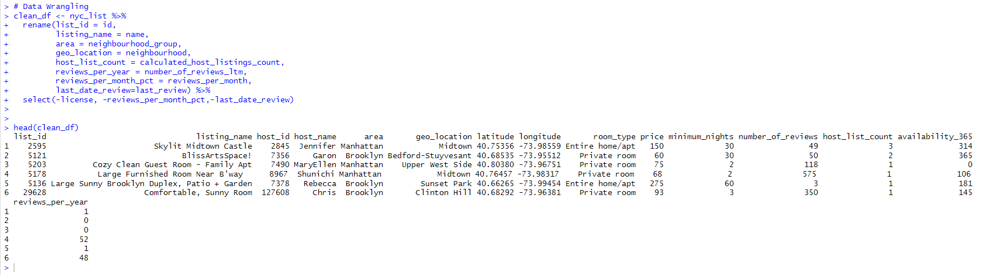 > # Data Wrangling
> clean_df <- nyc_list %>%
+   rename(list_id = id,
+          listing_name = name,
+          area = neighbourhood_group,
+          geo_location = neighbourhood,
+          host_list_count = calculated_host_listings_count,
+          reviews_per_year = number_of_reviews_ltm,
+          reviews_per_month_pct = reviews_per_month,
+          last_date_review=last_review) %>%
+   select(-license, -reviews_per_month_pct,-last_date_review)
>
>
> head(clean_df)
  list_id                                 listing_name host_id host_name      area       geo_location latitude longitude       room_type price minimum_nights number_of_reviews host_list_count availability_365
1    2595                        Skylit Midtown Castle    2845  Jennifer Manhattan            Midtown 40.75356 -73.98559 Entire home/apt   150             30                49               3              314
2    5121                              BlissArtsSpace!    7356     Garon  Brooklyn Bedford-Stuyvesant 40.68535 -73.95512    Private room    60             30                50               2              365
3    5203           Cozy Clean Guest Room - Family Apt    7490 MaryEllen Manhattan    Upper West Side 40.80380 -73.96751    Private room    75              2               118               1                0
4    5178             Large Furnished Room Near B'way    8967  Shunichi Manhattan            Midtown 40.76457 -73.98317    Private room    68              2               575               1              106
5    5136 Large Sunny Brooklyn Duplex, Patio + Garden    7378   Rebecca  Brooklyn        Sunset Park 40.66265 -73.99454 Entire home/apt   275             60                 3               1              181
6   29628                      Comfortable, Sunny Room  127608     Chris  Brooklyn       Clinton Hill 40.68292 -73.96381    Private room    93              3               350               1              145
  reviews_per_year
1                1
2                0
3                0
4               52
5                1
6               48
>